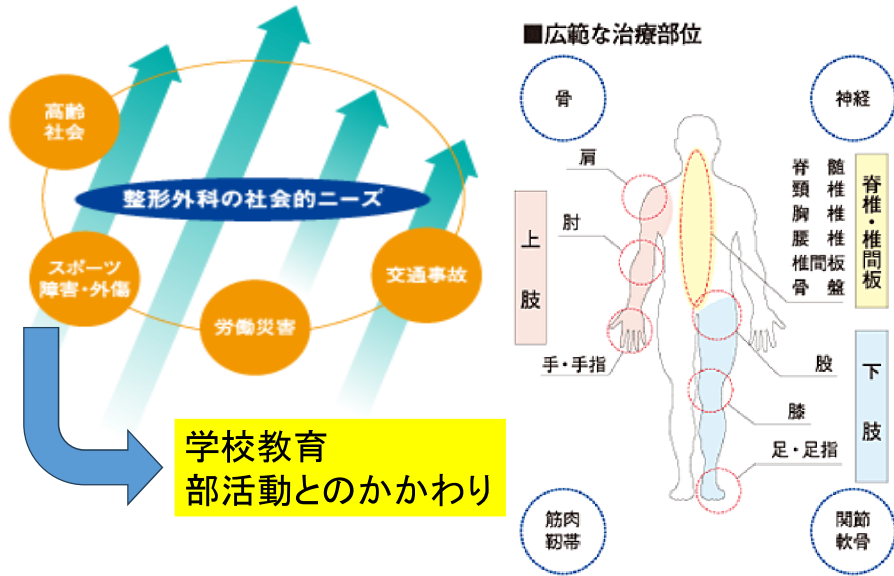 高齢
社会
整形外科の社会的ニーズ
スポーツ
障害・外傷
労働災害
交通事故
学校教育
部活動とのかかわり
■広範な治療部位
骨
神経
肩
肘
上肢
手・手指
脊髄
頸椎
胸椎
腰椎
椎間板
骨盤
脊椎・椎間板
股
膝
足・足指
下肢
筋肉
靭帯
関節
軟骨